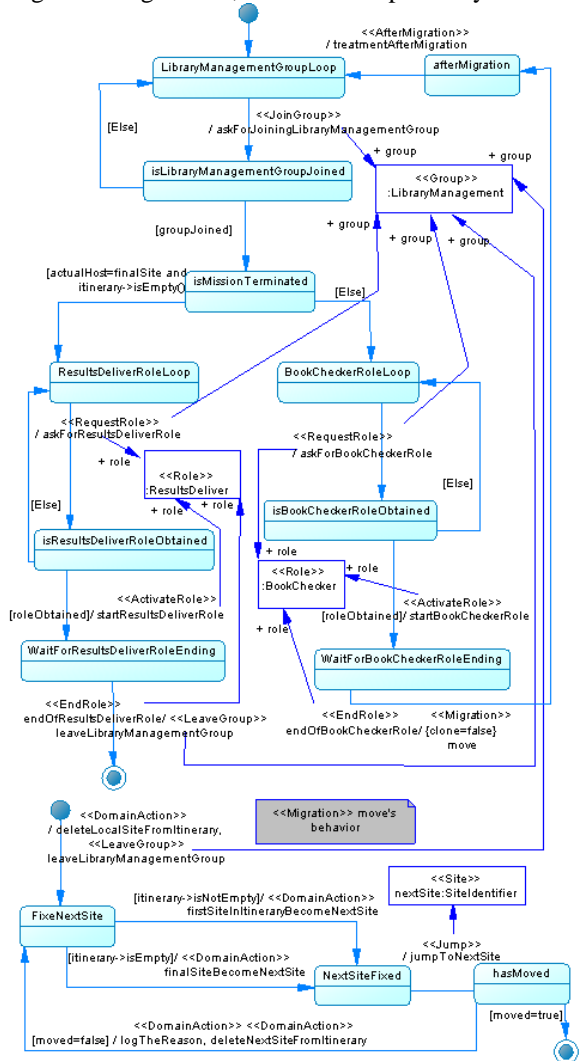 <<AfterMigration>>
/ treatmentAfterMigration
LibraryManagementGroupLoop
afterMigration
<<JoinGroup>>
/ askForJoiningLibraryManagementGroup
[Else]
+ group
+ group
isLibraryManagementGroupJoined
<<Group>>
:LibraryManagement
[groupJoined]
+ group
+ group
+ group
[actualHost=finalSite and
itinerary->isEmpty()
isMissionTerminated
[Else]
ResultsDeliverRoleLoop
BookCheckerRoleLoop
<<RequestRole>>
/ askForResultsDeliverRole
<<RequestRole>>
/ askForBookCheckerRole
+ role
+ role
<<Role>>
:ResultsDeliver
+ role
+ role
[Else]
[Else]
isResultsDeliverRoleObtained
isBookCheckerRoleObtained
+ role
<<Role>>
:BookChecker
+ role
<<ActivateRole>>
[roleObtained]/ startResultsDeliverRole
<<ActivateRole>>
[roleObtained]/ startBookCheckerRole
+ role
WaitForResultsDeliverRoleEnding
WaitForBookCheckerRoleEnding
<<EndRole>>
endOfResultsDeliverRole/ <<LeaveGroup>>
leaveLibraryManagementGroup
<<EndRole>> <<Migration>>
endOfBookCheckerRole/ {clone=false}
move
<<DomainAction>>
/ deleteLocalSiteFromItinerary,
<<LeaveGroup>>
leaveLibraryManagementGroup
<<Migration>> move's
behavior
<<Site>>
nextSite:SiteIdentifier
FixeNextSite
[itinerary->isNotEmpty]/ <<DomainAction>>
firstSiteInItineraryBecomeNextSite
<<Jump>>
/ jumpToNextSite
[itinerary->isEmpty]/ <<DomainAction>>
finalSiteBecomeNextSite
NextSiteFixed
hasMoved
<<DomainAction>> <<DomainAction>>
[moved=false] / logTheReason, deleteNextSiteFromItinerary
[moved=true]